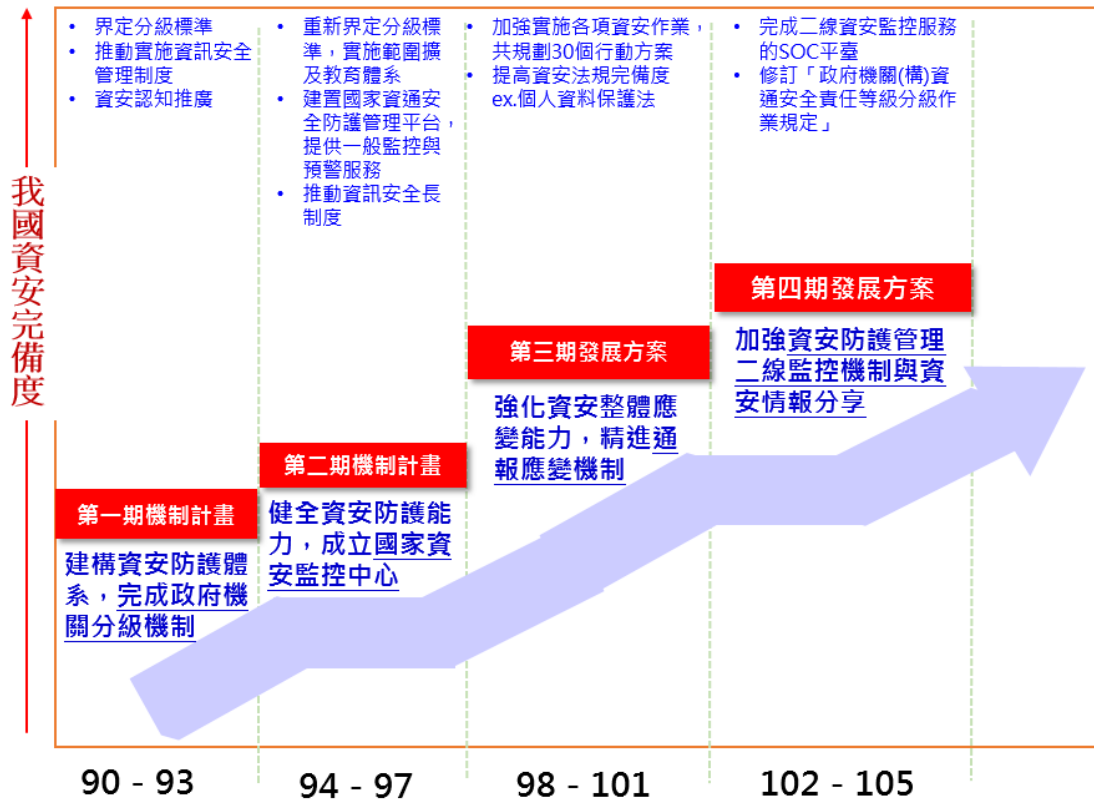 我國資安完備度
• 界定分級標準
• 推動實施資訊安全
管理制度
• 資安認知推廣
• 重新界定分級標
準，實施範圍擴
及教育體系
• 建置國家資通安
全防護管理平台，
提供一般監控與
預警服務
• 推動資訊安全長
制度
• 加強實施各項資安作業，
共規劃30個行動方案
• 提高資安法規完備度
ex.個人資料保護法
• 完成二線資安監控服務
的SOC平臺
• 修訂「政府機關(構)資
通安全責任等級分級作
業規定」
第一期機制計畫
建構資安防護體
系，完成政府機
關分級機制
第二期機制計畫
健全資安防護能
力，成立國家資
安監控中心
第三期發展方案
強化資安整體應
變能力，精進通
報應變機制
第四期發展方案
加強資安防護管理
二線監控機制與資
安情報分享
90 - 93
94 - 97
98 - 101
102 - 105